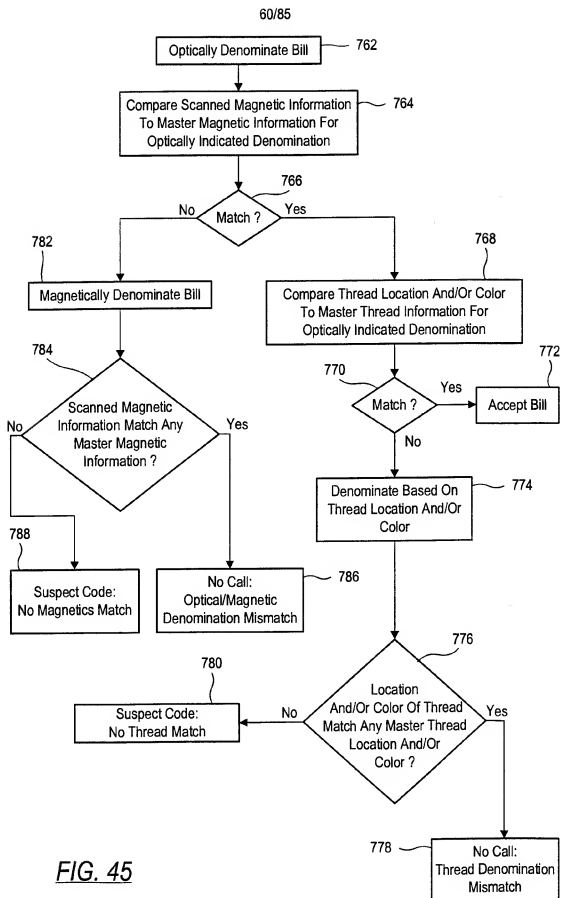 60/85
Optically Denominate Bill
762
Compare Scanned Magnetic Information
To Master Magnetic Information For
Optically Indicated Denomination
764
766
No
Match ?
Yes
782
Magnetically Denominate Bill
768
Compare Thread Location And/Or Color
To Master Thread Information For
Optically Indicated Denomination
784
Scanned Magnetic
Information Match Any
Master Magnetic
Information ?
No
Yes
770
Match ?
Yes
No
772
Accept Bill
Denominate Based On
Thread Location And/Or
Color
774
788
Suspect Code:
No Magnetics Match
No Call:
Optical/Magnetic
Denomination Mismatch
786
776
Location
And/Or Color Of Thread
Match Any Master Thread
Location And/Or
Color ?
No
Yes
780
Suspect Code:
No Thread Match
778
No Call:
Thread Denomination
Mismatch
FIG. 45